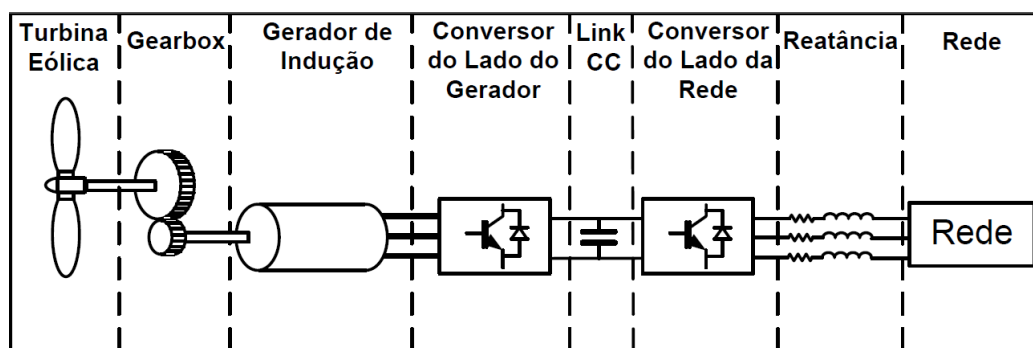 Turbina
Eólica
Gearbox
Gerador de
Indução
Conversor
do Lado do
Gerador
Link
CC
Conversor
do Lado da
Rede
Reatância
Rede
Rede